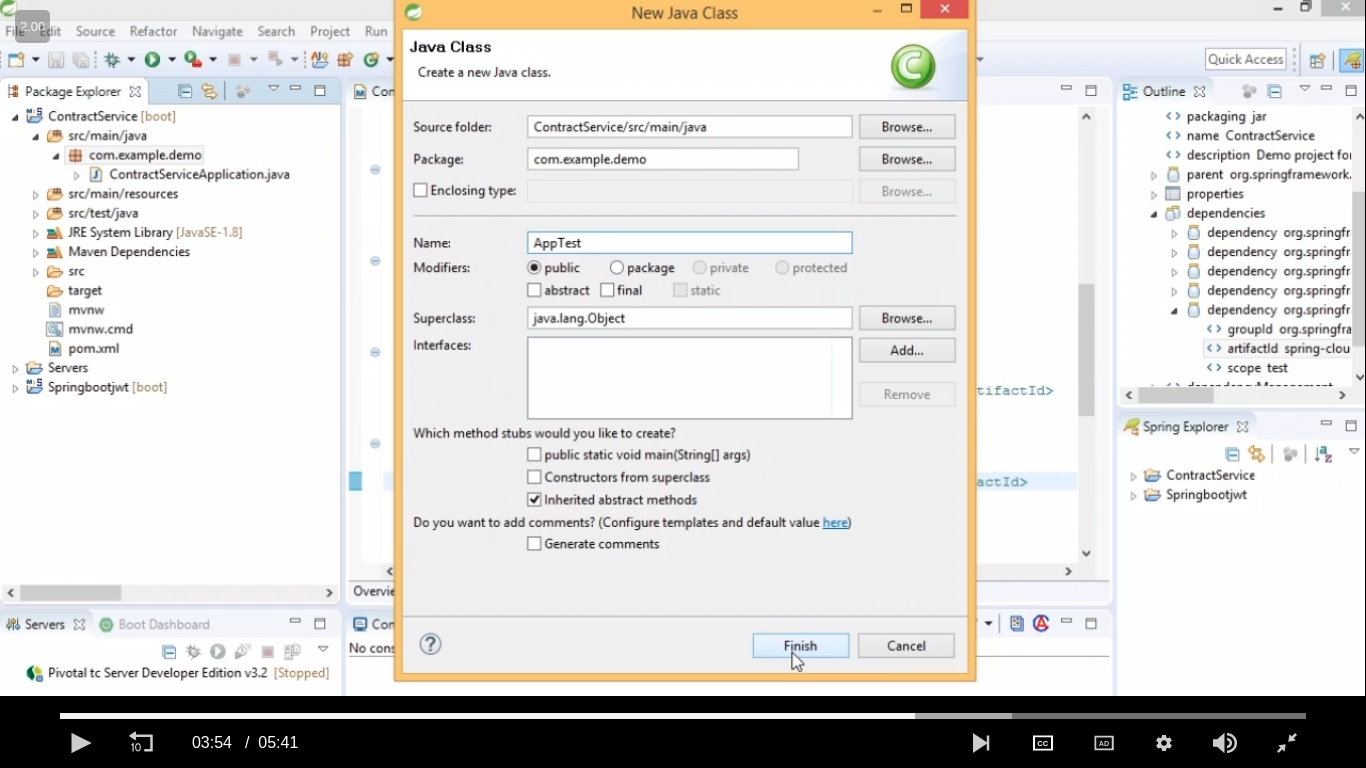 2.00
New Java Class
File Edit Source Refactor Navigate Search Project Run
Java Class
Create a new Java class.
Quick Access
Package Explorer
ContractService [boot]
src/main/java
com.example.demo
ContractServiceApplication.java
src/main/resources
src/test/java
JRE System Library [JavaSE-1.8]
Maven Dependencies
src
target
mvnw
mvnw.cmd
pom.xml
Servers
Springbootjwt [boot]
Con
Source folder: ContractService/src/main/java Browse...
Package: com.example.demo Browse...
Enclosing type: Browse...
Name: AppTest
Modifiers: public package private protected
abstract final static
Superclass: java.lang.Object Browse...
Interfaces: Add...
Remove
Which method stubs would you like to create?
public static void main(String[] args)
Constructors from superclass
Inherited abstract methods
Do you want to add comments? (Configure templates and default value here)
Generate comments
Finish Cancel
tifactId>
actId>
Overvie
Outline
packaging jar
name ContractService
description Demo project for
parent org.springframework.
properties
dependencies
dependency org.springfr
dependency org.springfr
dependency org.springfr
dependency org.springfr
dependency org.springfr
groupId org.springfra
artifactId spring-clou
scope test
Spring Explorer
ContractService
Springbootjwt
Servers Boot Dashboard
Pivotal tc Server Developer Edition v3.2 [Stopped]
Con
No cons
10 03:54 / 05:41 CC AD